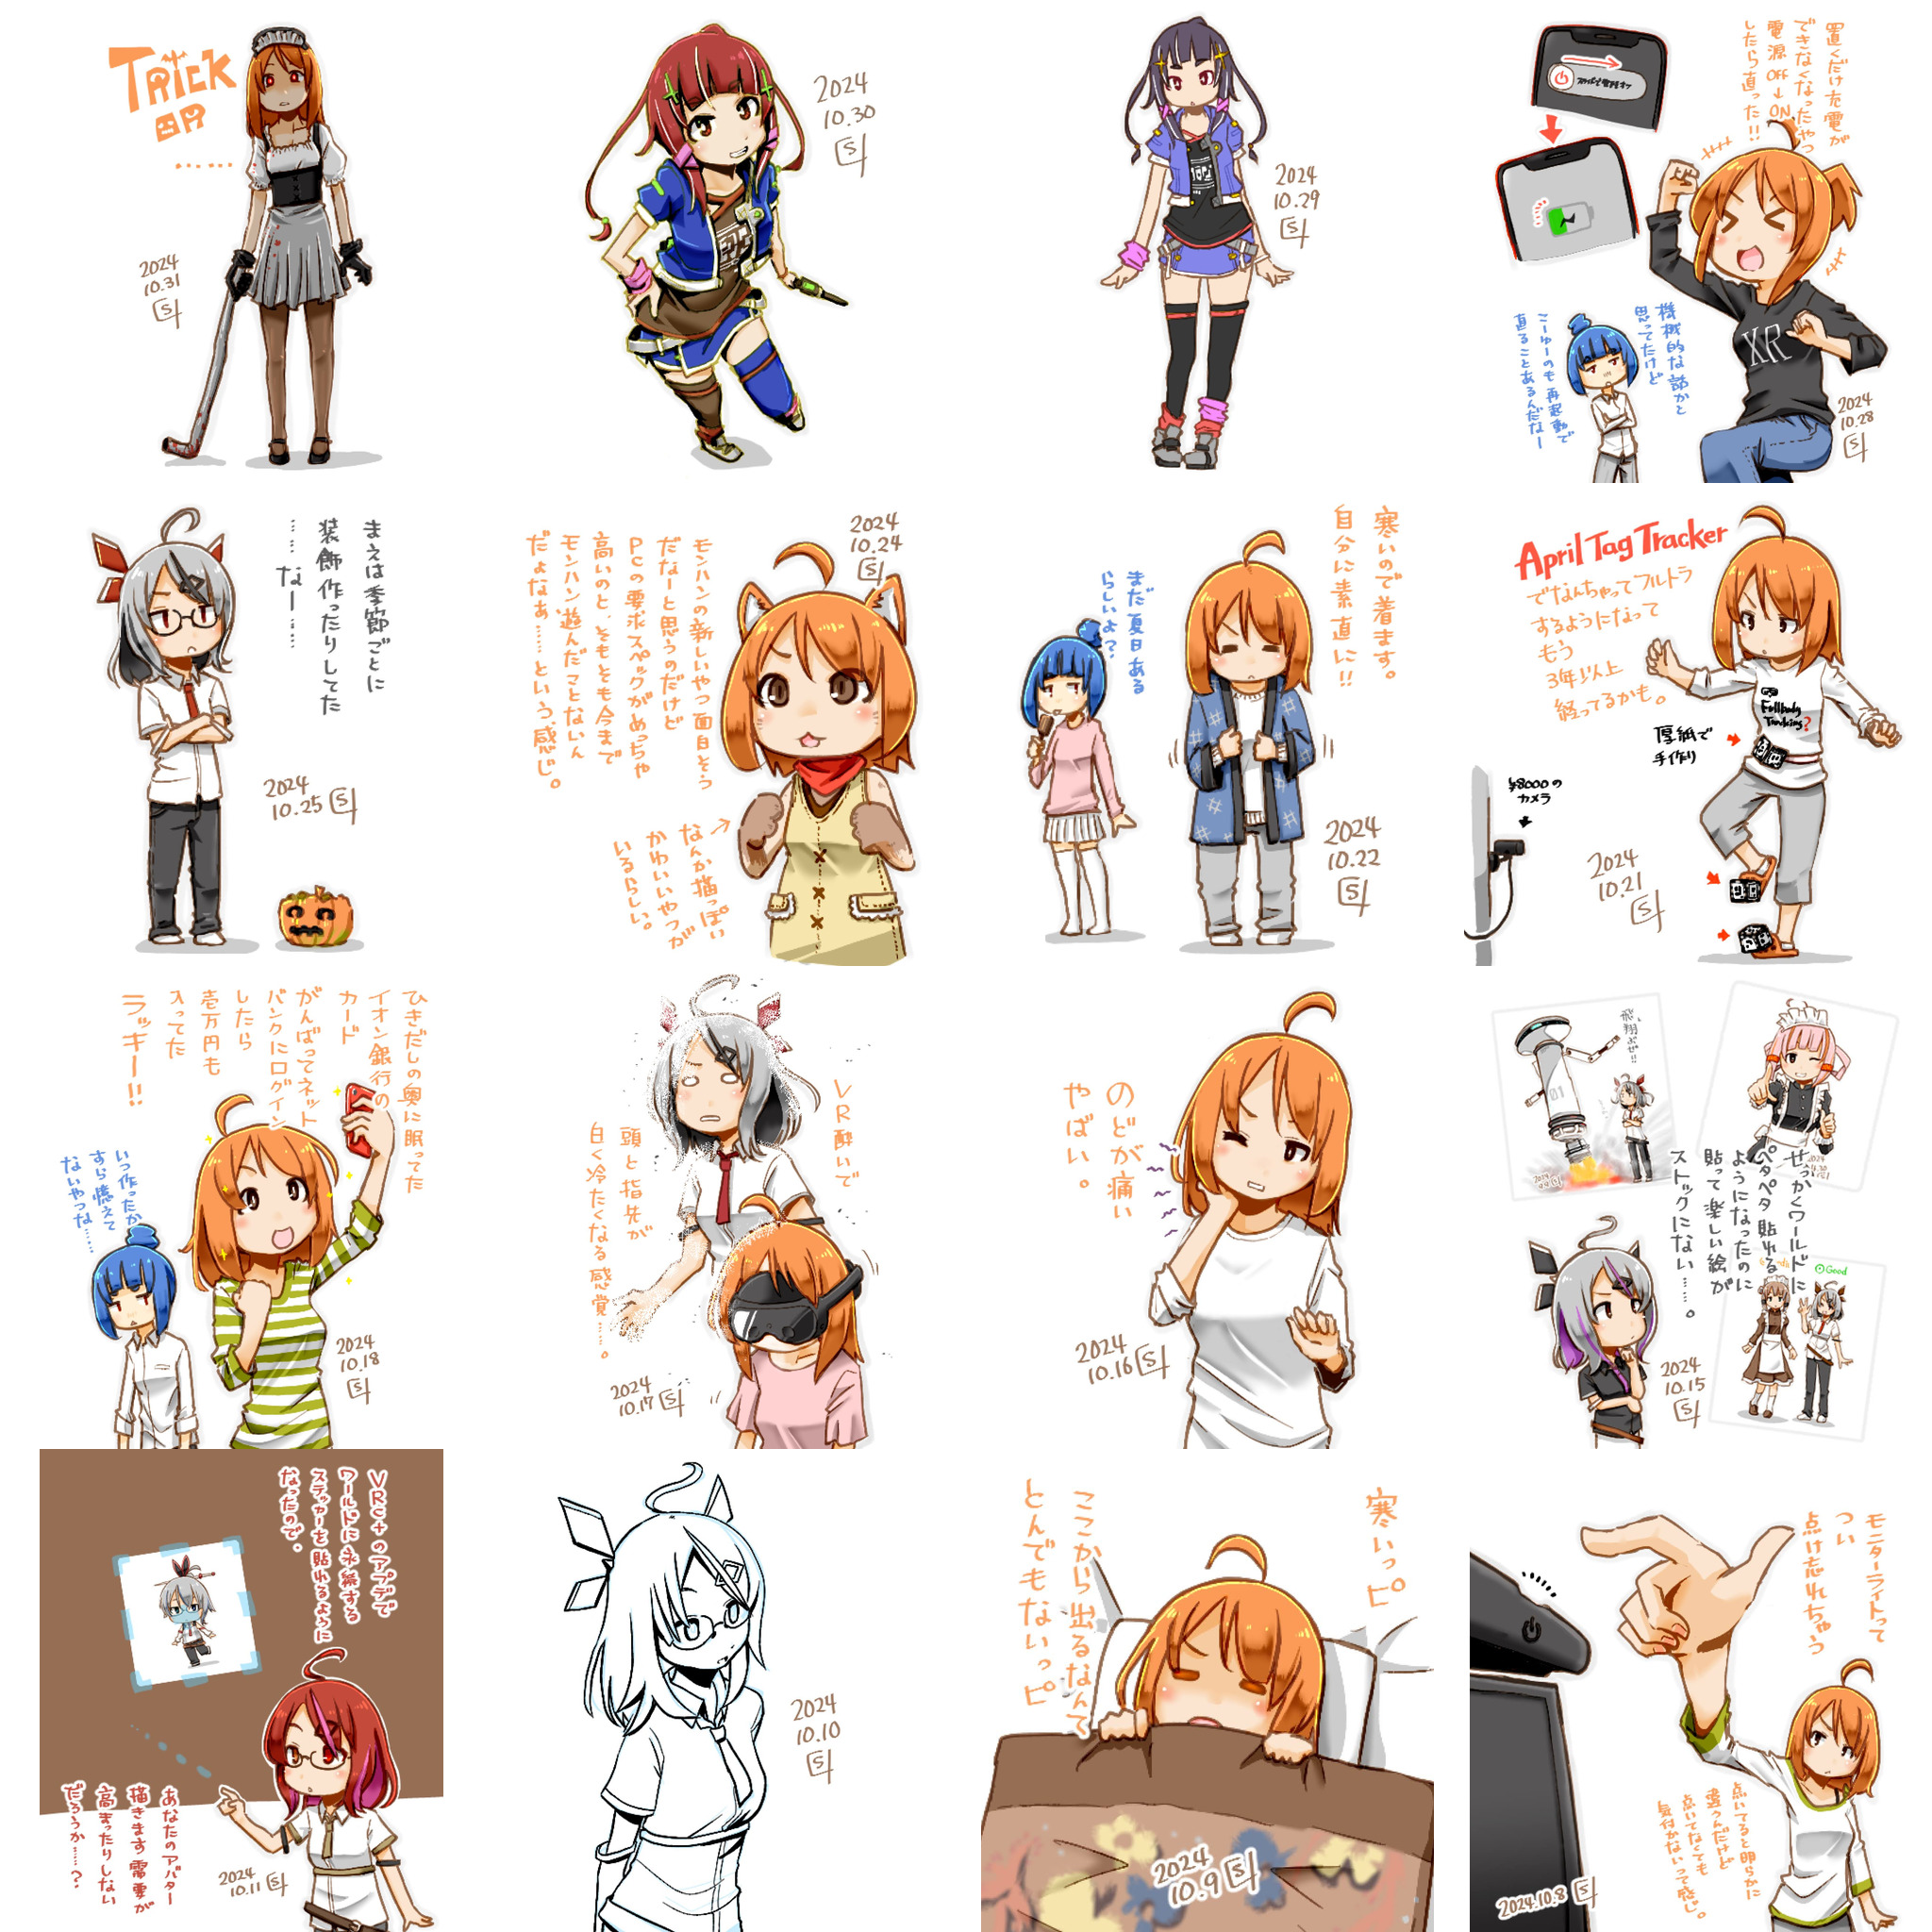 TRICK
OR
……
2024
10.31
S
2024
10.30
S
2024
10.29
S
置くだけ充電が
できなくなったやつ
電源OFF→ON
したら直った!!
XR
機械的な話かと
思ってたけど
こーゆーのも再起動で
直ることあるんだなー
2024
10.28
S
まえは季節ごとに
装飾作ったりしてた
……なー……
2024
10.25
S
2024
10.24
S
モンハンの新しいやつ面白そう
だなーと思うのだけど
PCの要求スペックがめっちゃ
高いのと、そもそも今まで
モンハン遊んだことないん
だよなぁ……という感じ。
なんか描っぽい
かわいいやつが
いるらしい。
寒いので着ます。
自分に素直に!!
まだ夏日ある
らしいよ?
2024
10.22
S
April Tag Tracker
でなんちゃってフルトラ
するようになって
もう
3年以上
経ってるかも。
Fullbody
Tracking?
厚紙で
手作り
¥8000の
カメラ
2024
10.21
S
ひきだしの奥に眠ってた
イオン銀行の
カード
がんばってネット
バンクにログイン
したら
壱万円も
入ってた
ラッキー!!
いつ作ったか
すら憶えて
ないやつな……
2024
10.18
S
VR酔いで
頭と指先が
白く冷たくなる感覚……。
2024
10.17
S
のどが痛い
やばい。
2024
10.16
S
飛翔ぶぜ!!
01
せっかくワールドに
ペタペタ貼れる
ようになったのに
貼って楽しい絵が
ストックにない……。
Good
2024
10.15
S
VRC+のアプデで
ワールドに永続する
ステッカーを貼れるように
なったので、
あなたのアバター
描きます需要が
高まったりしない
だろうか……?
2024
10.11
S
2024
10.10
S
寒いっピ
ここから出るなんて
とんでもないっピ
2024
10.9
S
モニターライトって
つい
点け忘れちゃう
点いてると明らかに
違うんだけど
点いてなくても
気付かないって感じ。
2024.10.8
S